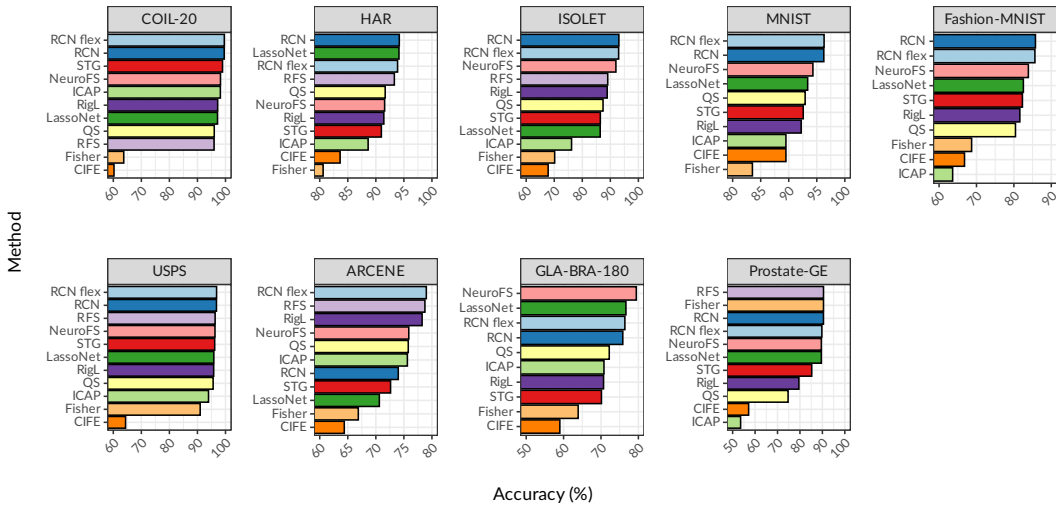 COIL-20
RCN flex
RCN
STG
NeuroFS
ICAP
RigL
LassoNet
QS
RFS
Fisher
CIFE
60 70 80 90 100
HAR
RCN
LassoNet
RCN flex
RFS
QS
NeuroFS
RigL
STG
ICAP
CIFE
Fisher
80 85 90 95 100
ISOLET
RCN
RCN flex
NeuroFS
RFS
RigL
QS
STG
LassoNet
ICAP
Fisher
CIFE
60 70 80 90 100
MNIST
RCN flex
RCN
NeuroFS
LassoNet
QS
STG
RigL
ICAP
CIFE
Fisher
80 85 90 95 100
Fashion-MNIST
RCN
RCN flex
NeuroFS
LassoNet
STG
RigL
QS
Fisher
CIFE
ICAP
60 70 80 90
Method
USPS
RCN flex
RCN
RFS
NeuroFS
STG
LassoNet
RigL
QS
ICAP
Fisher
CIFE
60 70 80 90 100
ARCENE
RCN flex
RFS
RigL
NeuroFS
QS
ICAP
RCN
STG
LassoNet
Fisher
CIFE
60 65 70 75 80
GLA-BRA-180
NeuroFS
LassoNet
RCN flex
RCN
QS
ICAP
RigL
STG
Fisher
CIFE
50 60 70 80
Prostate-GE
RFS
Fisher
RCN
RCN flex
NeuroFS
LassoNet
STG
RigL
QS
CIFE
ICAP
50 60 70 80 90 100
Accuracy (%)